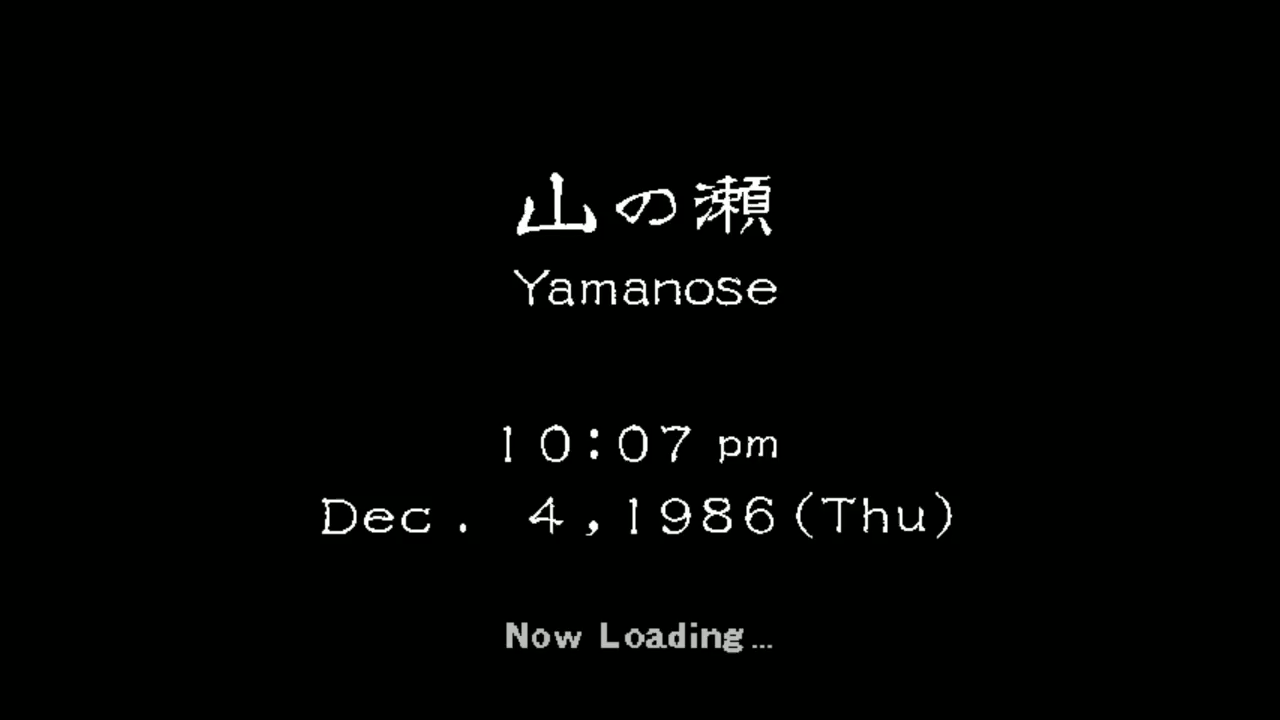 山の瀬
Yamanose
10:07 pm
Dec. 4,1986(Thu)
Now Loading...